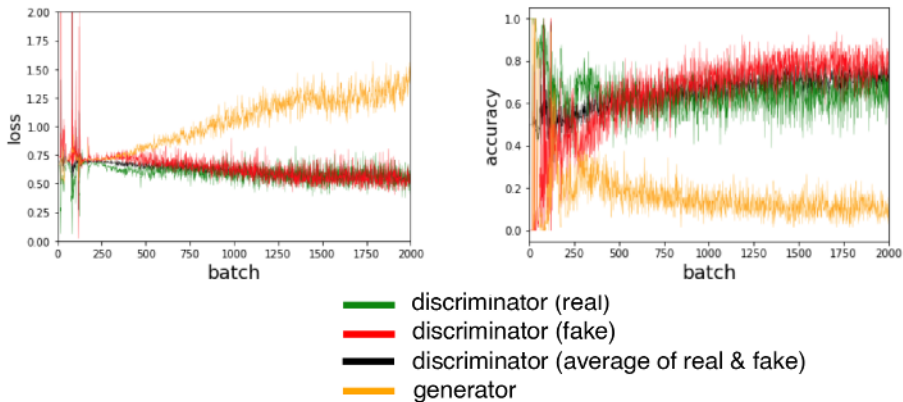 2.00
1.75
1.50
1.25
1.00
0.75
0.50
0.25
0.00
loss
0 250 500 750 1000 1250 1500 1750 2000
batch
1.0
0.8
0.6
0.4
0.2
0.0
accuracy
0 250 500 750 1000 1250 1500 1750 2000
batch
discriminator (real)
discriminator (fake)
discriminator (average of real & fake)
generator